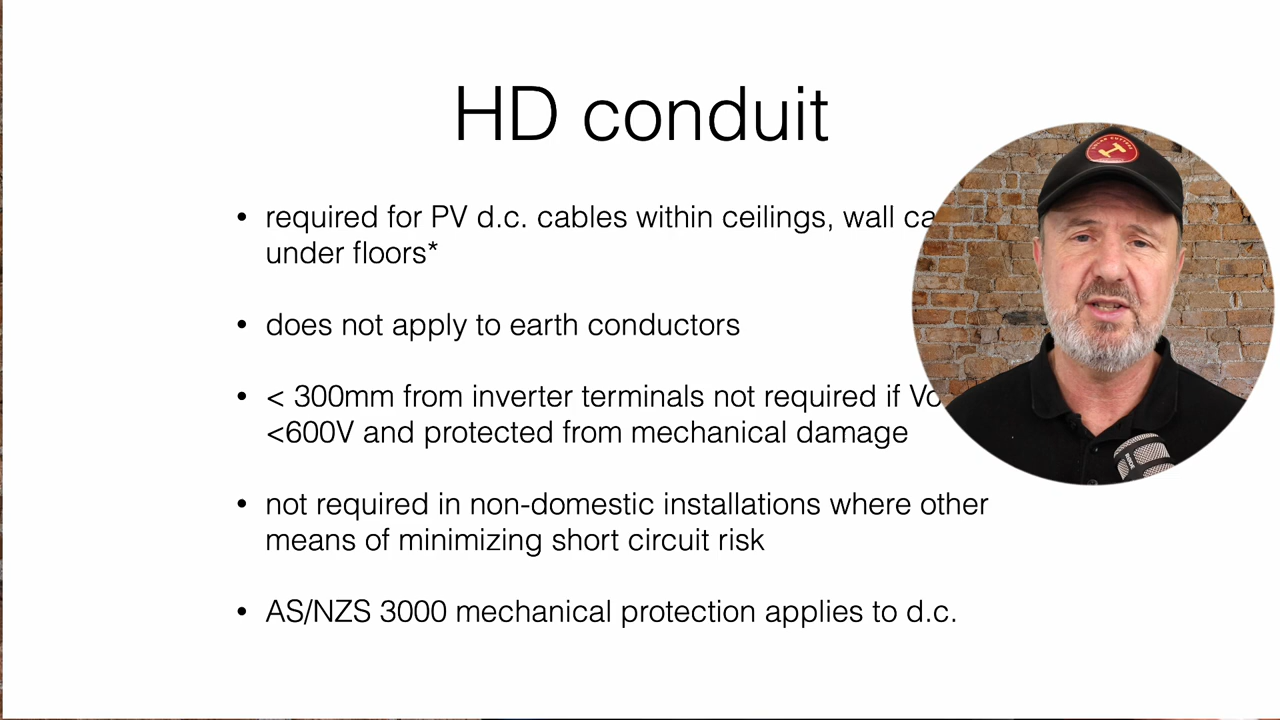 HD conduit
• required for PV d.c. cables within ceilings, wall
under floors*
• does not apply to earth conductors
• < 300mm from inverter terminals not required if
<600V and protected from mechanical damage
• not required in non-domestic installations where other
means of minimizing short circuit risk
• AS/NZS 3000 mechanical protection applies to d.c.